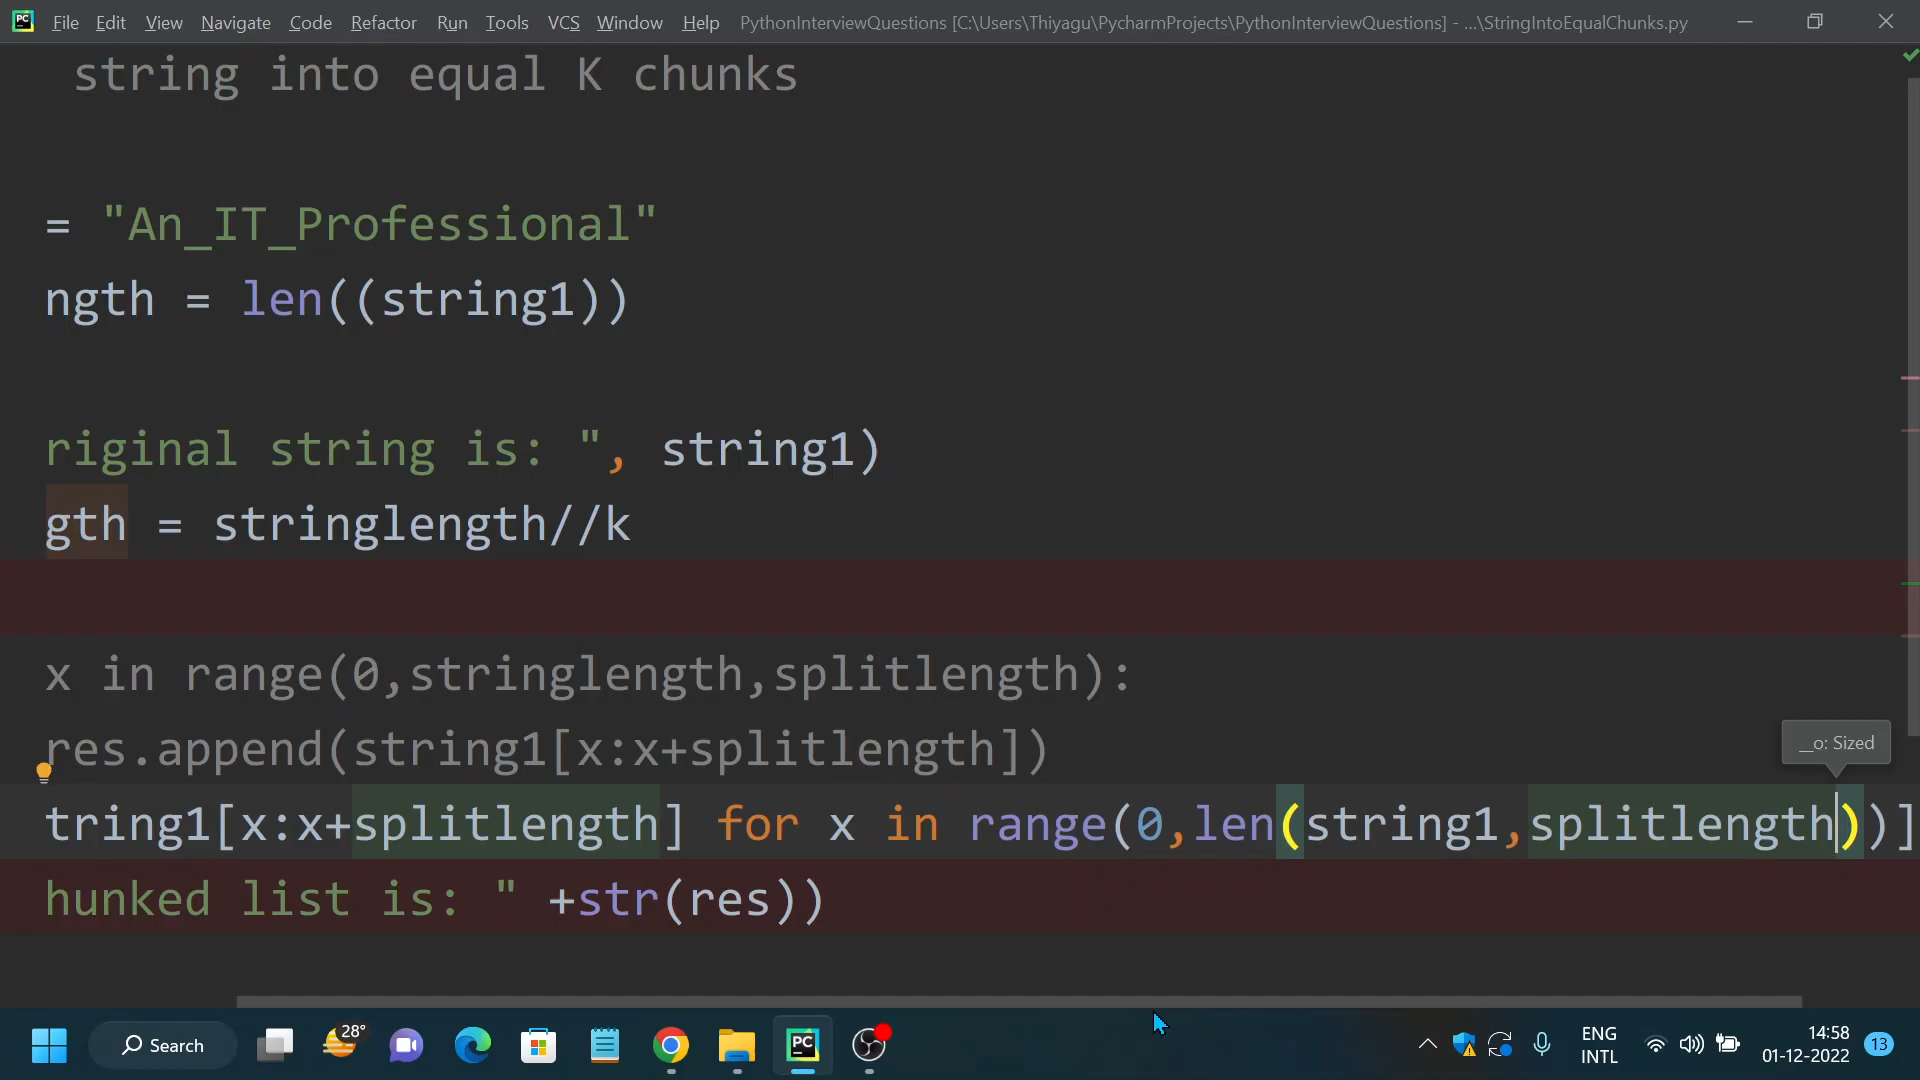 PC File Edit View Navigate Code Refactor Run Tools VCS Window Help PythonInterviewQuestions [C:\Users\Thiyagu\PycharmProjects\PythonInterviewQuestions] - ...\StringIntoEqualChunks.py
string into equal K chunks
= "An_IT_Professional"
ngth = len((string1))
riginal string is: ", string1)
gth = stringlength//k
x in range(0,stringlength,splitlength):
res.append(string1[x:x+splitlength])
__o: Sized
tring1[x:x+splitlength] for x in range(0,len(string1,splitlength))]
hunked list is: " +str(res))
Search 28° PC ENG INTL 14:58 01-12-2022 13